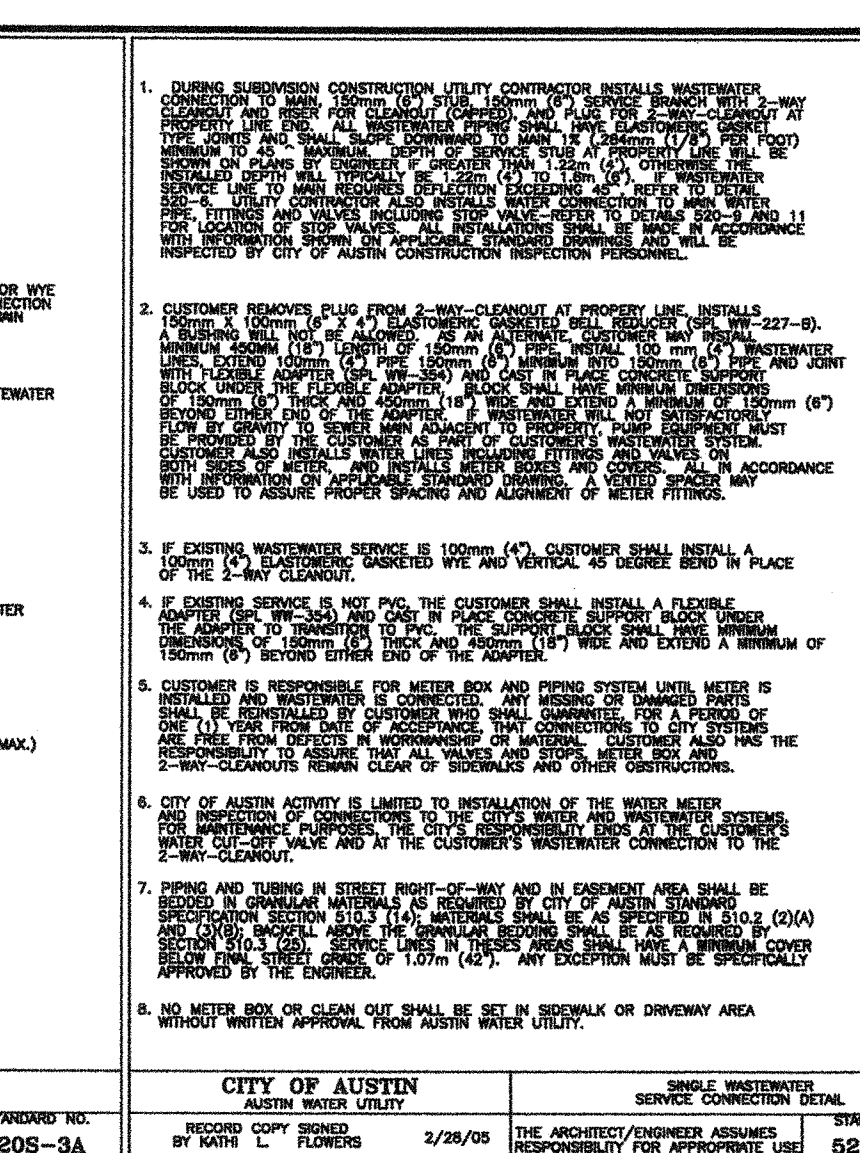 OR WYE
NECTION
MAIN
TEWATER
TER
MAX.)
1. DURING SUBDIVISION CONSTRUCTION UTILITY CONTRACTOR INSTALLS WASTEWATER
CONNECTION TO MAIN, 150mm (6") STUB, 150mm (6") SERVICE BRANCH WITH 2-WAY
CLEANOUT AND RISER FOR CLEANOUT (CAPPED), AND PLUG FOR 2-WAY-CLEANOUT AT
PROPERTY LINE END. ALL WASTEWATER PIPING SHALL HAVE ELASTOMERIC GASKET
TYPE JOINTS AND SHALL SLOPE DOWNWARD TO MAIN 1% (.264mm (1/8") PER FOOT)
MINIMUM TO 45 ° MAXIMUM. DEPTH OF SERVICE STUB AT PROPERTY LINE WILL BE
SHOWN ON PLANS BY ENGINEER IF GREATER THAN 1.22m (4'), OTHERWISE THE
INSTALLED DEPTH WILL TYPICALLY BE 1.22m (4') TO 1.8m (6'). IF WASTEWATER
SERVICE LINE TO MAIN REQUIRES DEFLECTION EXCEEDING 45°, REFER TO DETAIL
520-6. UTILITY CONTRACTOR ALSO INSTALLS WATER CONNECTION TO MAIN WATER
PIPE, FITTINGS AND VALVES INCLUDING STOP VALVE-REFER TO DETAILS 520-9 AND 11
FOR LOCATION OF STOP VALVES. ALL INSTALLATIONS SHALL BE MADE IN ACCORDANCE
WITH INFORMATION SHOWN ON APPLICABLE STANDARD DRAWINGS AND WILL BE
INSPECTED BY CITY OF AUSTIN CONSTRUCTION INSPECTION PERSONNEL.
2. CUSTOMER REMOVES PLUG FROM 2-WAY-CLEANOUT AT PROPERY LINE, INSTALLS
150mm X 100mm (6" X 4") ELASTOMERIC GASKETED BELL REDUCER (SPL WW-227-B).
A BUSHING WILL NOT BE ALLOWED. AS AN ALTERNATE, CUSTOMER MAY INSTALL
MINIMUM 450MM (18") LENGTH OF 150mm (6") PIPE, INSTALL 100 mm (4") WASTEWATER
LINES, EXTEND 100mm (4") PIPE 150mm (6") MINIMUM INTO 150mm (6") PIPE AND JOINT
WITH FLEXIBLE ADAPTER (SPL WW-354) AND CAST IN PLACE CONCRETE SUPPORT
BLOCK UNDER THE FLEXIBLE ADAPTER. BLOCK SHALL HAVE MINIMUM DIMENSIONS
OF 150mm (6") THICK AND 450mm (18") WIDE AND EXTEND A MINIMUM OF 150mm (6")
BEYOND EITHER END OF THE ADAPTER. IF WASTEWATER WILL NOT SATISFACTORILY
FLOW BY GRAVITY TO SEWER MAIN ADJACENT TO PROPERTY, PUMP EQUIPMENT MUST
BE PROVIDED BY THE CUSTOMER AS PART OF CUSTOMER'S WASTEWATER SYSTEM.
CUSTOMER ALSO INSTALLS WATER LINES INCLUDING FITTINGS AND VALVES ON
BOTH SIDES OF METER, AND INSTALLS METER BOXES AND COVERS. ALL IN ACCORDANCE
WITH INFORMATION ON APPLICABLE STANDARD DRAWING. A VENTED SPACER MAY
BE USED TO ASSURE PROPER SPACING AND ALIGNMENT OF METER FITTINGS.
3. IF EXISTING WASTEWATER SERVICE IS 100mm (4"), CUSTOMER SHALL INSTALL A
100mm (4") ELASTOMERIC GASKETED WYE AND VERTICAL 45 DEGREE BEND IN PLACE
OF THE 2-WAY CLEANOUT.
4. IF EXISTING SERVICE IS NOT PVC, THE CUSTOMER SHALL INSTALL A FLEXIBLE
ADAPTER (SPL WW-354) AND CAST IN PLACE CONCRETE SUPPORT BLOCK UNDER
THE ADAPTER TO TRANSITION TO PVC. THE SUPPORT BLOCK SHALL HAVE MINIMUM
DIMENSIONS OF 150mm (6") THICK AND 450mm (18") WIDE AND EXTEND A MINIMUM OF
150mm (6") BEYOND EITHER END OF THE ADAPTER.
5. CUSTOMER IS RESPONSIBLE FOR METER BOX AND PIPING SYSTEM UNTIL METER IS
INSTALLED AND WASTEWATER IS CONNECTED. ANY MISSING OR DAMAGED PARTS
SHALL BE REINSTALLED BY CUSTOMER WHO SHALL GUARANTEE, FOR A PERIOD OF
ONE (1) YEAR FROM DATE OF ACCEPTANCE, THAT CONNECTIONS TO CITY SYSTEMS
ARE FREE FROM DEFECTS IN WORKMANSHIP OR MATERIAL. CUSTOMER ALSO HAS THE
RESPONSIBILITY TO ASSURE THAT ALL VALVES AND STOPS, METER BOX AND
2-WAY-CLEANOUTS REMAIN CLEAR OF SIDEWALKS AND OTHER OBSTRUCTIONS.
6. CITY OF AUSTIN ACTIVITY IS LIMITED TO INSTALLATION OF THE WATER METER
AND INSPECTION OF CONNECTIONS TO THE CITY'S WATER AND WASTEWATER SYSTEMS.
FOR MAINTENANCE PURPOSES, THE CITY'S RESPONSIBILITY ENDS AT THE CUSTOMER'S
WATER CUT-OFF VALVE AND AT THE CUSTOMER'S WASTEWATER CONNECTION TO THE
2-WAY-CLEANOUT.
7. PIPING AND TUBING IN STREET RIGHT-OF-WAY AND IN EASEMENT AREA SHALL BE
BEDDED IN GRANULAR MATERIALS AS REQUIRED BY CITY OF AUSTIN STANDARD
SPECIFICATION SECTION 510.3 (14); MATERIALS SHALL BE AS SPECIFIED IN 510.2 (2)(A)
AND (3)(B); BACKFILL ABOVE THE GRANULAR BEDDING SHALL BE AS REQUIRED BY
SECTION 510.3 (25). SERVICE LINES IN THESES AREAS SHALL HAVE A MINIMUM COVER
BELOW FINAL STREET GRADE OF 1.07m (42"). ANY EXCEPTION MUST BE SPECIFICALLY
APPROVED BY THE ENGINEER.
8. NO METER BOX OR CLEAN OUT SHALL BE SET IN SIDEWALK OR DRIVEWAY AREA
WITHOUT WRITTEN APPROVAL FROM AUSTIN WATER UTILITY.
TANDARD NO.
20S-3A
CITY OF AUSTIN
AUSTIN WATER UTILITY
RECORD COPY SIGNED
BY KATHI L. FLOWERS
2/28/05
SINGLE WASTEWATER
SERVICE CONNECTION DETAIL
THE ARCHITECT/ENGINEER ASSUMES
RESPONSIBILITY FOR APPROPRIATE USE
STA
52